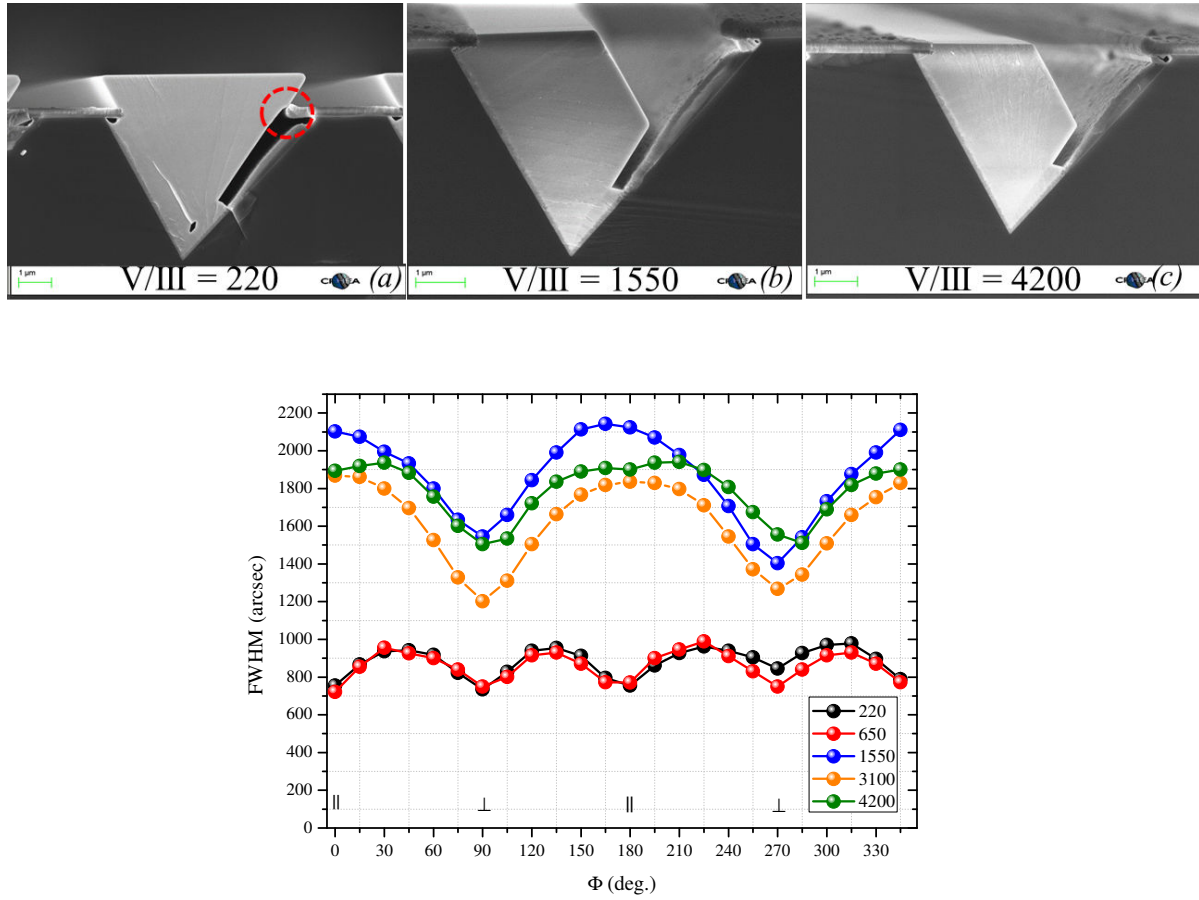 1 µm V/III = 220 (a)
1 µm V/III = 1550 (b)
1 µm V/III = 4200 (c)
FWHM (arcsec)
2200
2000
1800
1600
1400
1200
1000
800
600
400
200
0
220
650
1550
3100
4200
|| ⊥ || ⊥
0 30 60 90 120 150 180 210 240 270 300 330
Φ (deg.)